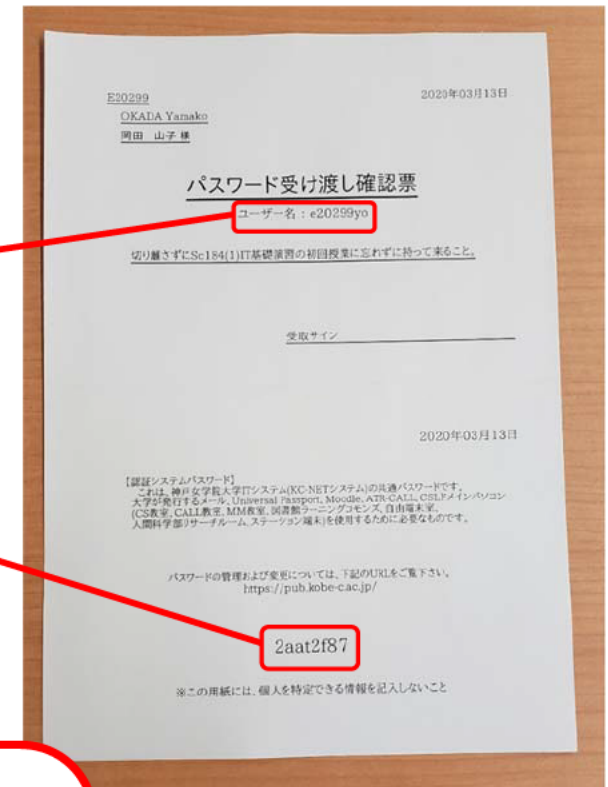 E20299
2020年03月13日
OKADA Yamako
岡田 山子 様
パスワード受け渡し確認票
ユーザー名：e20299yo
切り離さずにSc184(1)IT基礎演習の初回授業に忘れずに持って来ること。
受取サイン
2020年03月13日
【認証システムパスワード】
これは、神戸女学院大学ITシステム(KC-NETシステム)の共通パスワードです。
大学が発行するメール、Universal Passport、Moodle、ATR-CALL、CSLドメインパソコン
(CS教室、CALL教室、MM教室、図書館ラーニングコモンズ、自由端末室、
人間科学部リサーチルーム、ステーション端末)を使用するために必要なものです。
パスワードの管理および変更については、下記のURLをご覧下さい。
https://pub.kobe-c.ac.jp/
2aat2f87
※この用紙には、個人を特定できる情報を記入しないこと